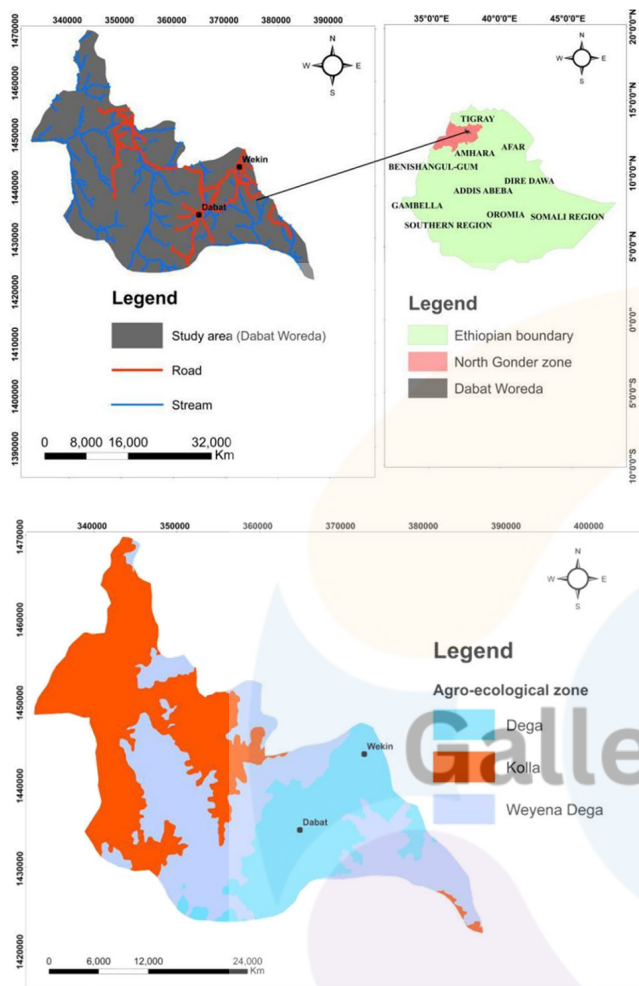 340000 350000 360000 370000 380000 390000
1470000
1460000
1450000
1440000
1430000
1420000
1410000
1400000
1390000
N
W E
S
Wekin
Dabat
Legend
Study area (Dabat Woreda)
Road
Stream
0 8,000 16,000 32,000
Km
35°0'0"E 40°0'0"E 45°0'0"E
20°0'0"N
15°0'0"N
10°0'0"N
5°0'0"N
0°0'0"
5°0'0"S
10°0'0"S
N
W E
S
TIGRAY
AFAR
AMHARA
BENISHANGUL-GUM
DIRE DAWA
ADDIS ABEBA
GAMBELLA
OROMIA
SOMALI REGION
SOUTHERN REGION
Legend
Ethiopian boundary
North Gonder zone
Dabat Woreda
340000 350000 360000 370000 380000 390000 400000
1470000
1460000
1450000
1440000
1430000
1420000
N
W E
S
Wekin
Dabat
Legend
Agro-ecological zone
Dega
Kolla
Weyena Dega
Galle
0 6,000 12,000 24,000
Km